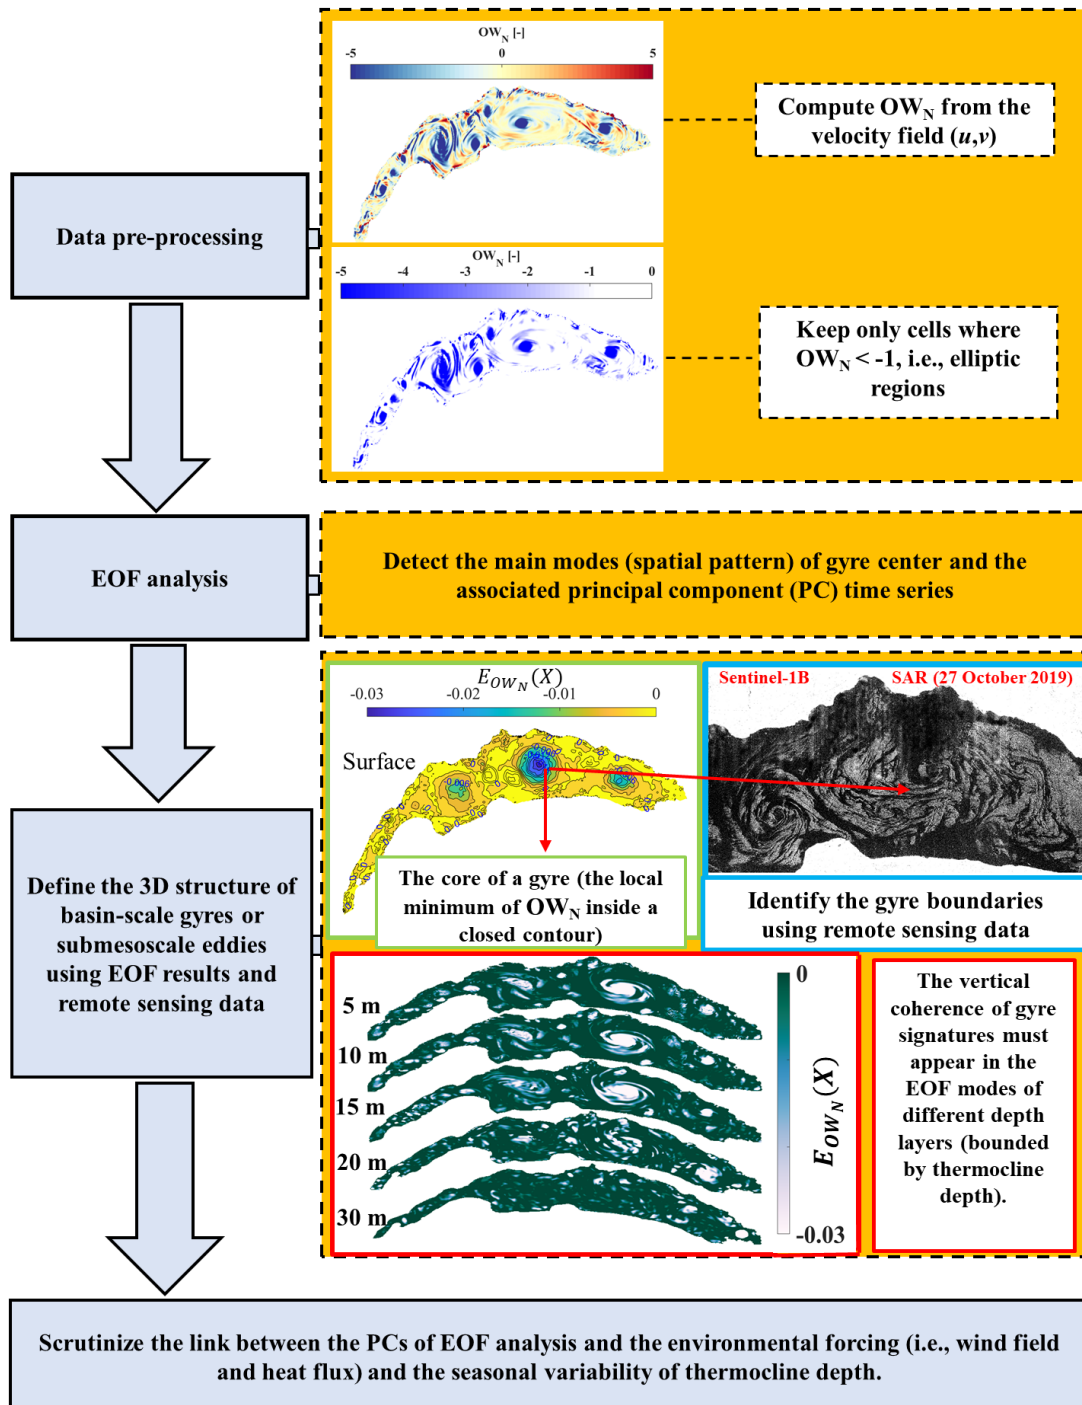 OWN [-]
-5 0 5
Compute OWN from the
velocity field (u,v)
Data pre-processing
OWN [-]
-5 -4 -3 -2 -1 0
Keep only cells where
OWN < -1, i.e., elliptic
regions
EOF analysis
Detect the main modes (spatial pattern) of gyre center and the
associated principal component (PC) time series
Define the 3D structure of
basin-scale gyres or
submesoscale eddies
using EOF results and
remote sensing data
EOWN(X)
-0.03 -0.02 -0.01 0
Surface
The core of a gyre (the local
minimum of OWN inside a
closed contour)
Sentinel-1B SAR (27 October 2019)
Identify the gyre boundaries
using remote sensing data
5 m
10 m
15 m
20 m
30 m
0
EOWN(X)
-0.03
The vertical
coherence of gyre
signatures must
appear in the
EOF modes of
different depth
layers (bounded
by thermocline
depth).
Scrutinize the link between the PCs of EOF analysis and the environmental forcing (i.e., wind field
and heat flux) and the seasonal variability of thermocline depth.